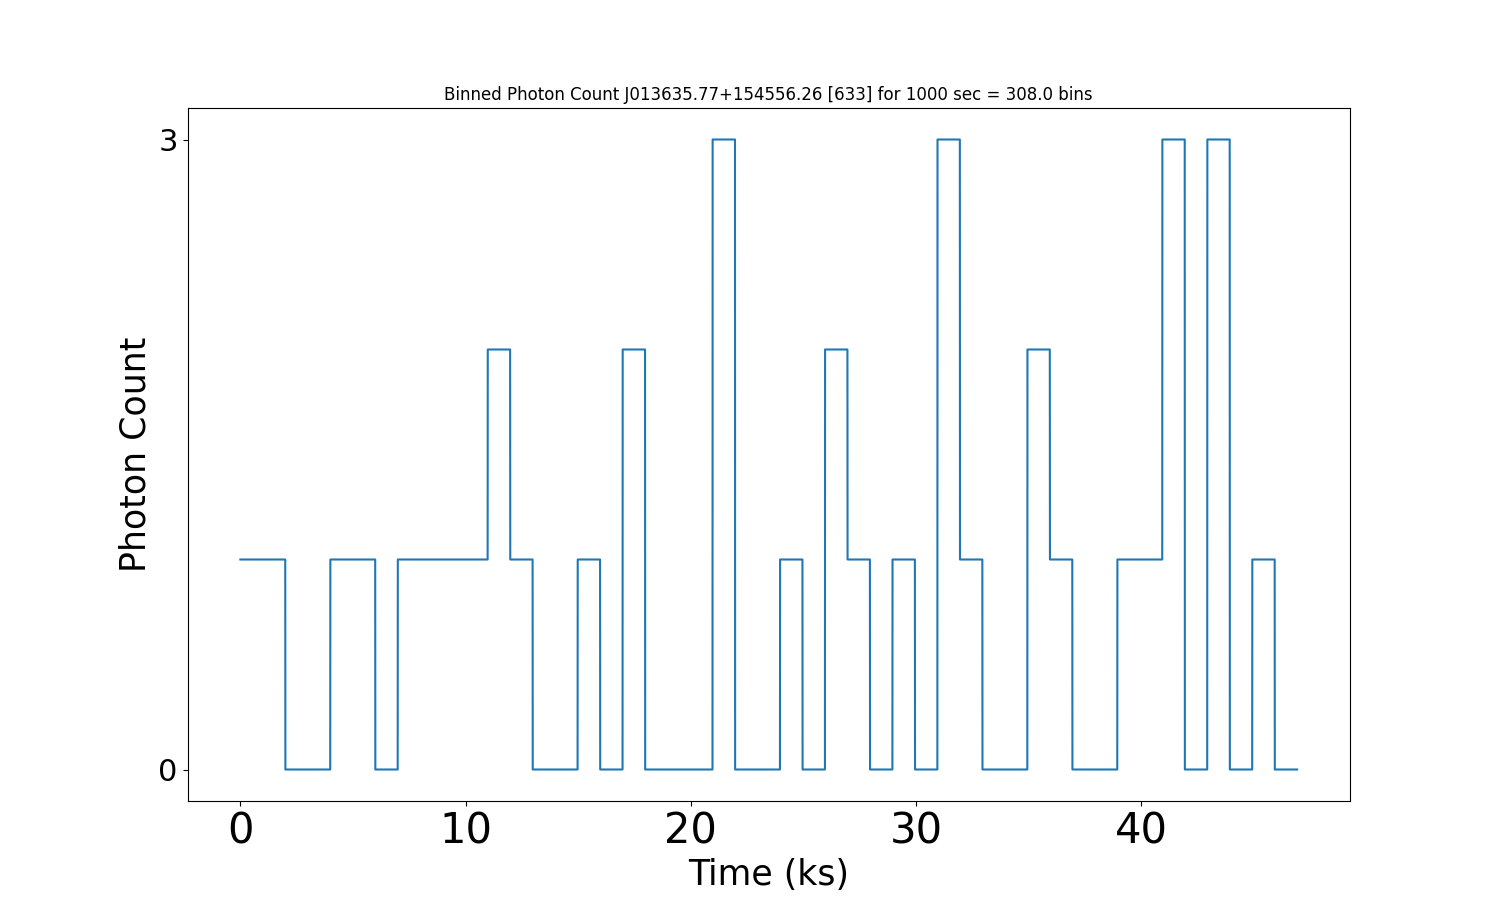 Binned Photon Count J013635.77+154556.26 [633] for 1000 sec = 308.0 bins
3
Photon Count
0
0 10 20 30 40
Time (ks)